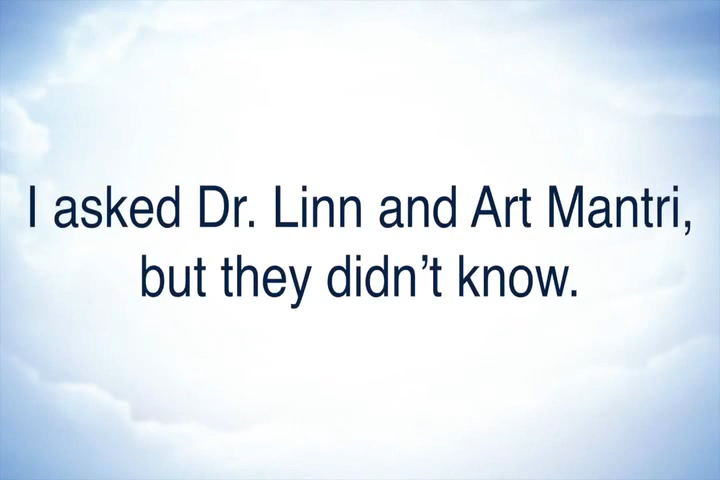 I asked Dr. Linn and Art Mantri,
but they didn’t know.